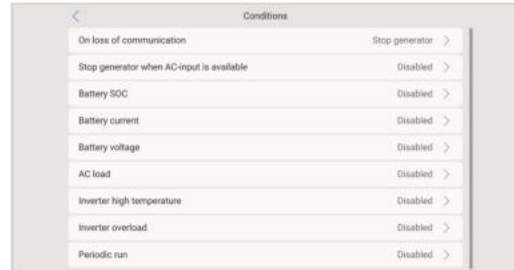 Conditions
On loss of communication Stop generator
Stop generator when AC-input is available Disabled
Battery SOC Disabled
Battery current Disabled
Battery voltage Disabled
AC load Disabled
Inverter high temperature Disabled
Inverter overload Disabled
Periodic run Disabled